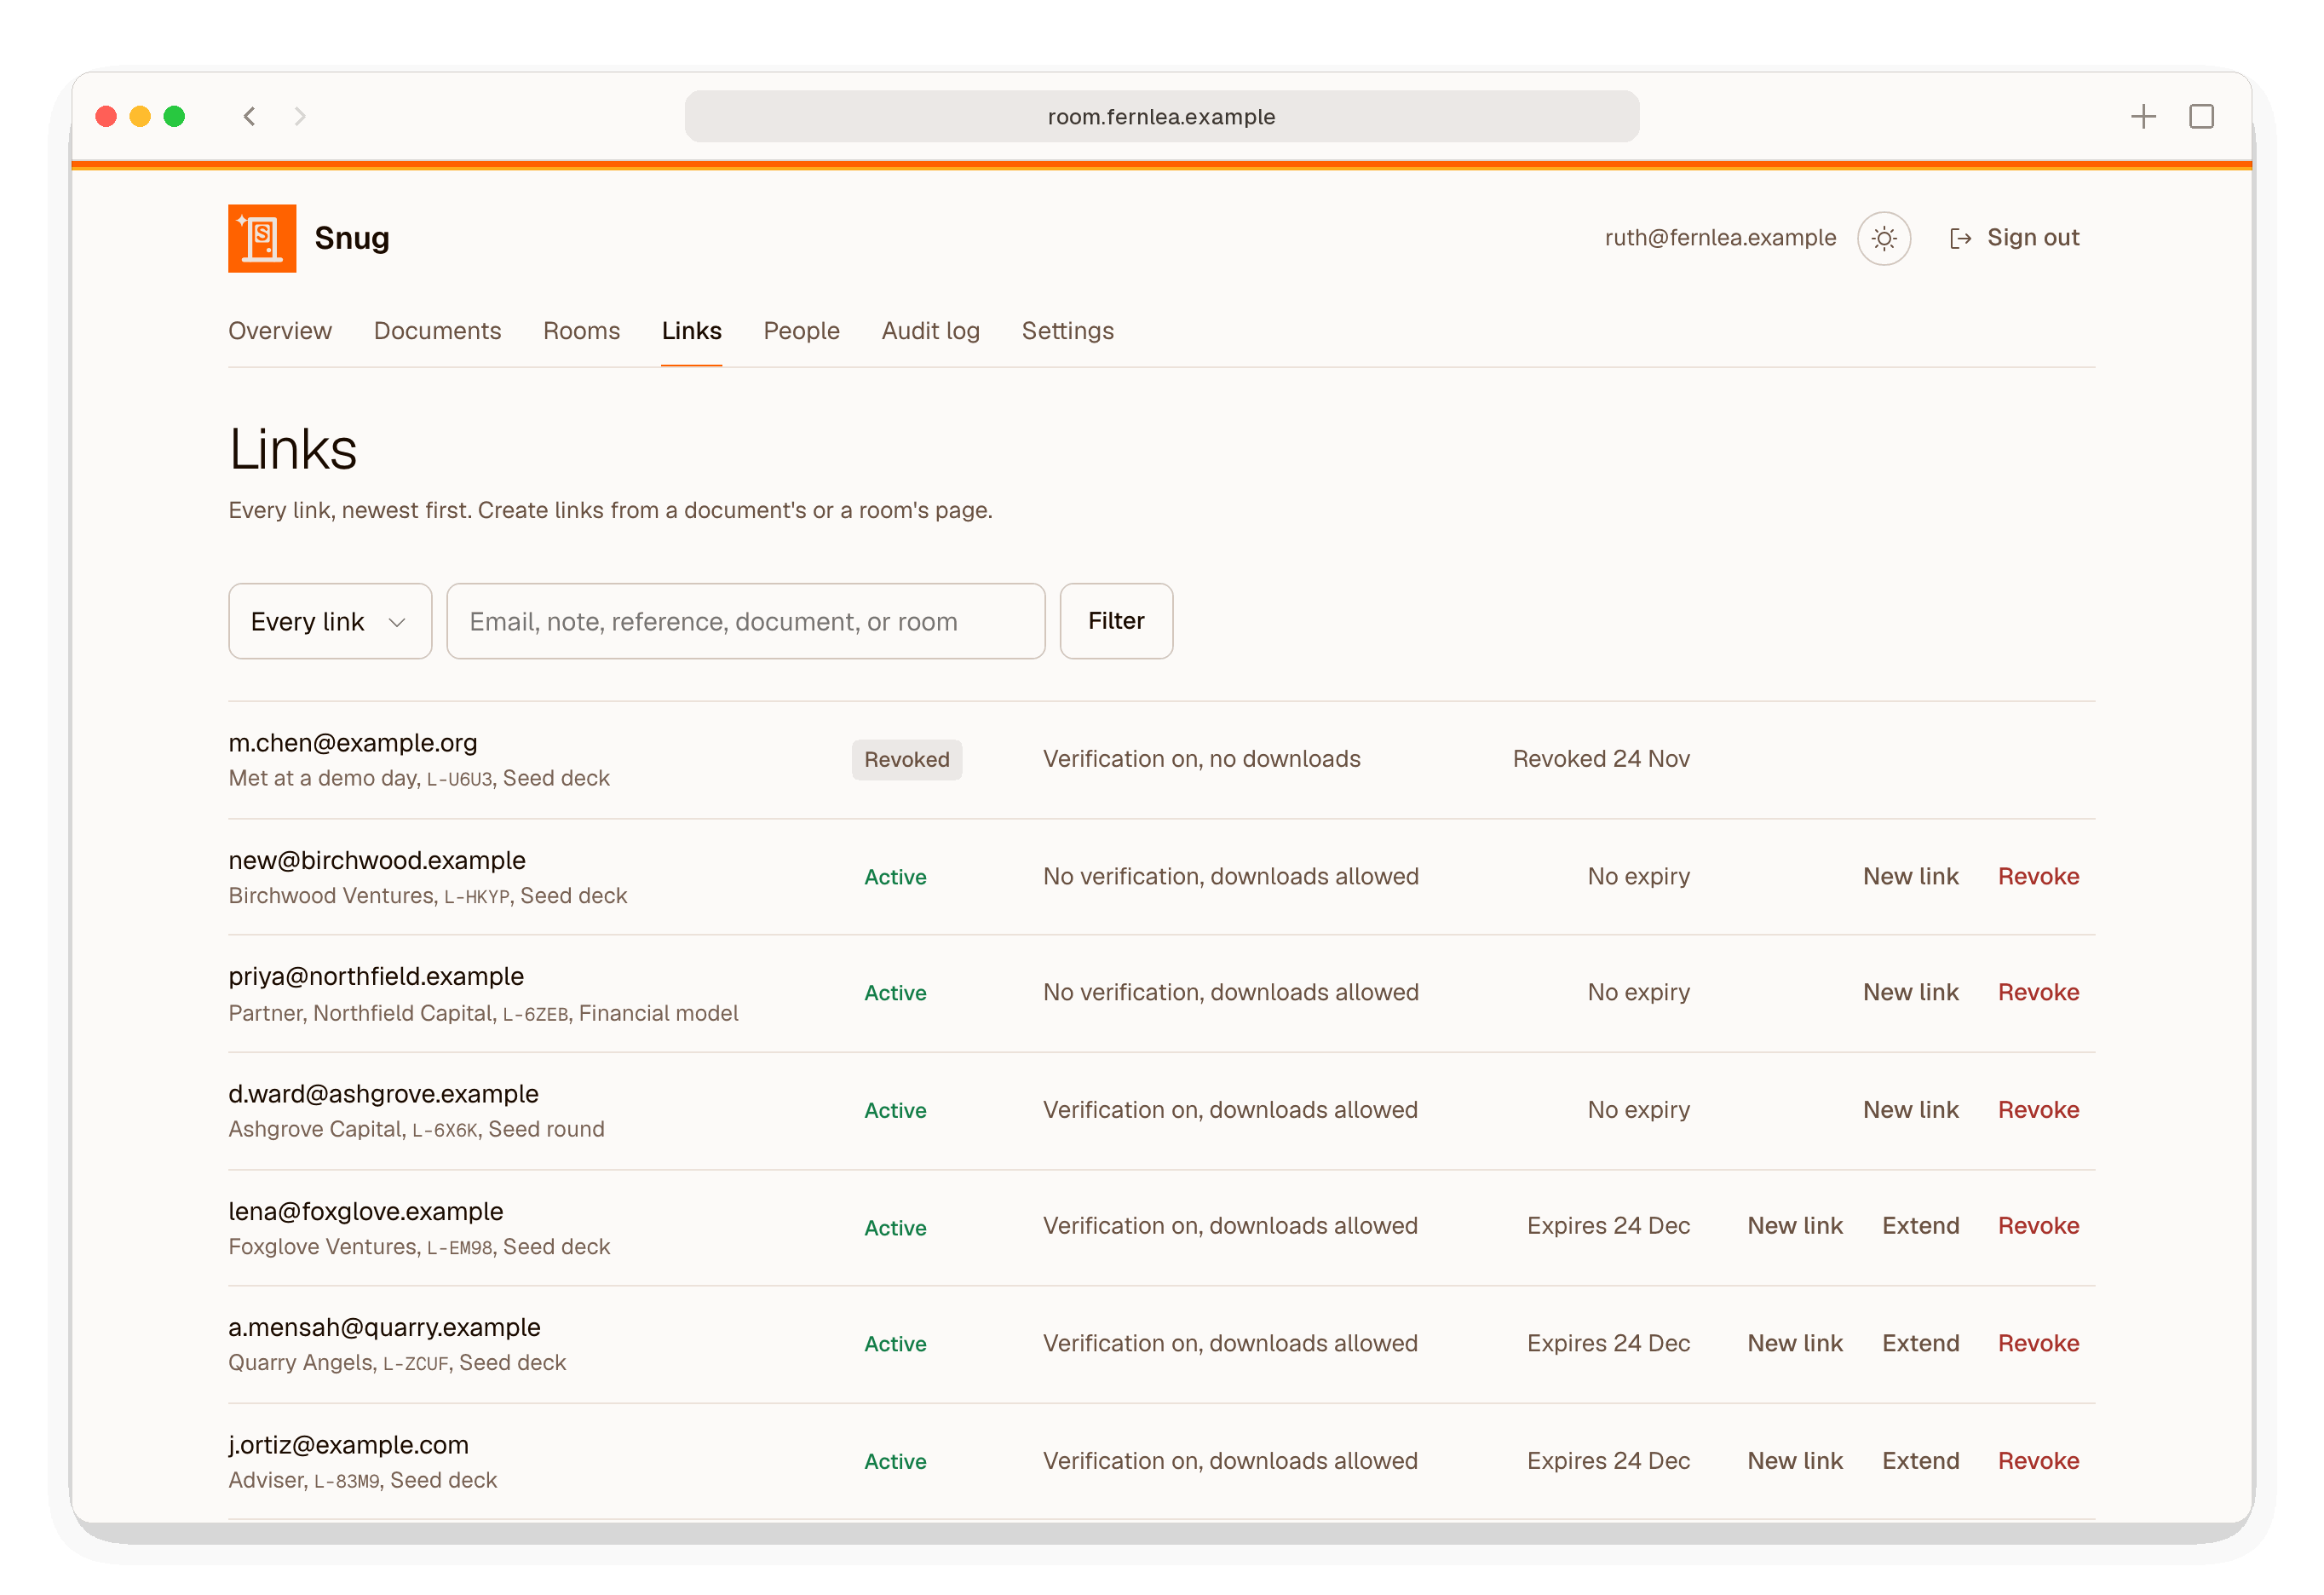 room.fernlea.example
Snug
ruth@fernlea.example
Sign out
Overview Documents Rooms Links People Audit log Settings
Links
Every link, newest first. Create links from a document's or a room's page.
Every link
Email, note, reference, document, or room
Filter
m.chen@example.org
Met at a demo day, L-U6U3, Seed deck
Revoked
Verification on, no downloads
Revoked 24 Nov
new@birchwood.example
Birchwood Ventures, L-HKYP, Seed deck
Active
No verification, downloads allowed
No expiry
New link
Revoke
priya@northfield.example
Partner, Northfield Capital, L-6ZEB, Financial model
Active
No verification, downloads allowed
No expiry
New link
Revoke
d.ward@ashgrove.example
Ashgrove Capital, L-6X6K, Seed round
Active
Verification on, downloads allowed
No expiry
New link
Revoke
lena@foxglove.example
Foxglove Ventures, L-EM98, Seed deck
Active
Verification on, downloads allowed
Expires 24 Dec
New link
Extend
Revoke
a.mensah@quarry.example
Quarry Angels, L-ZCUF, Seed deck
Active
Verification on, downloads allowed
Expires 24 Dec
New link
Extend
Revoke
j.ortiz@example.com
Adviser, L-83M9, Seed deck
Active
Verification on, downloads allowed
Expires 24 Dec
New link
Extend
Revoke